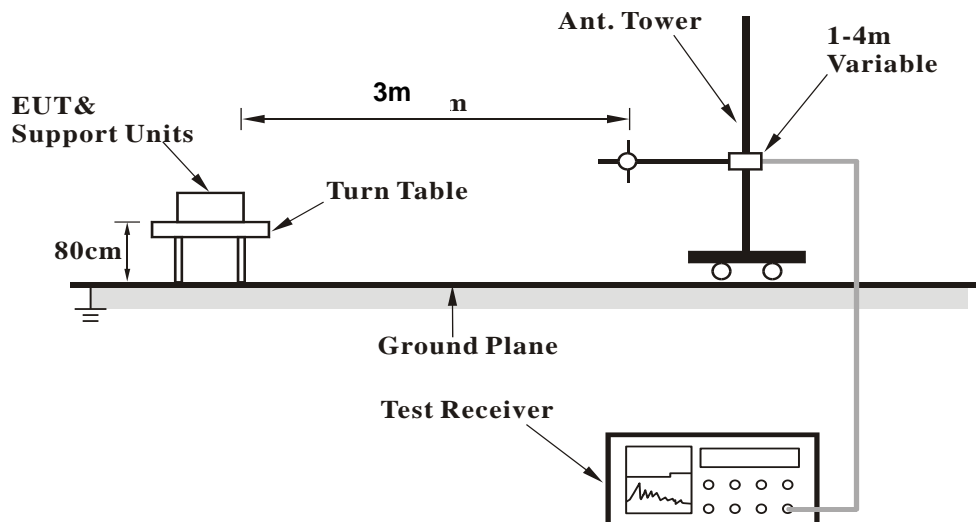 Ant. Tower
1-4m
Variable
3m
EUT&
Support Units
Turn Table
80cm
Ground Plane
Test Receiver